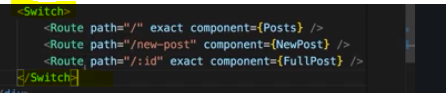 <Switch>
<Route path="/" exact component={Posts} />
<Route path="/new-post" component={NewPost} />
<Route path="/:id" exact component={FullPost} />
</Switch>